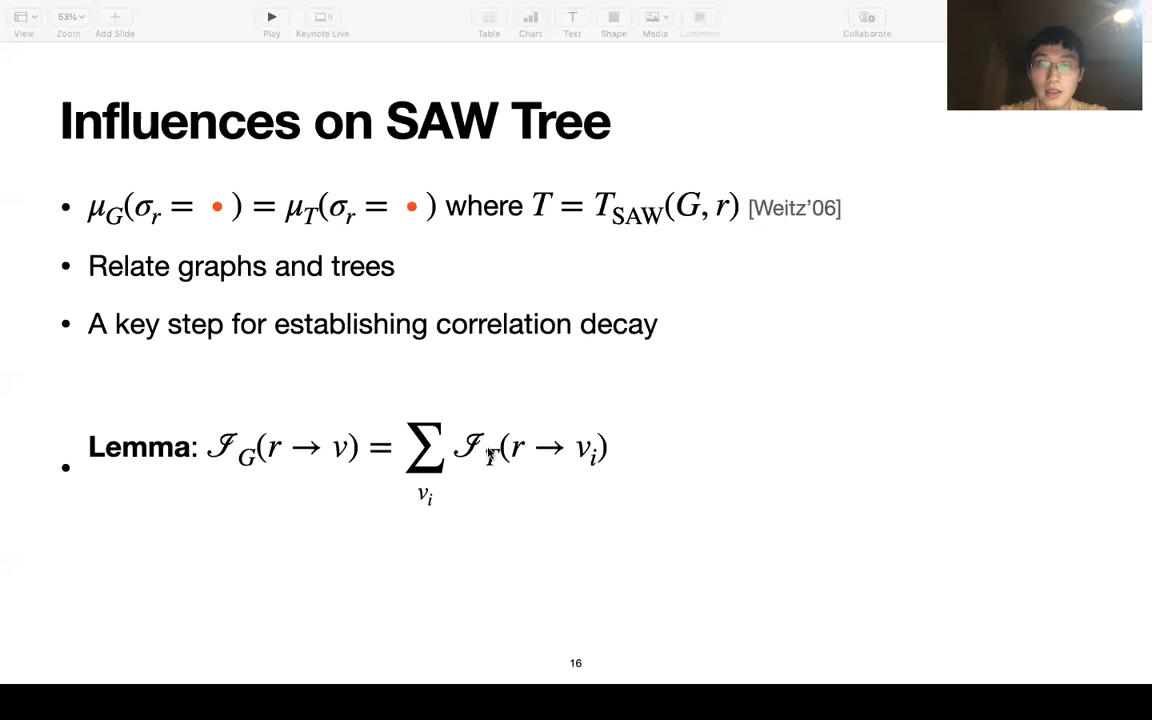 View 53% Zoom Add Slide Play Keynote Live Table Chart Text Shape Media Comment Collaborate
Influences on SAW Tree
• μ_G(σ_r = •) = μ_T(σ_r = •) where T = T_SAW(G, r) [Weitz'06]
• Relate graphs and trees
• A key step for establishing correlation decay
• Lemma: ℐ_G(r → v) = ∑_{v_i} ℐ_T(r → v_i)
16